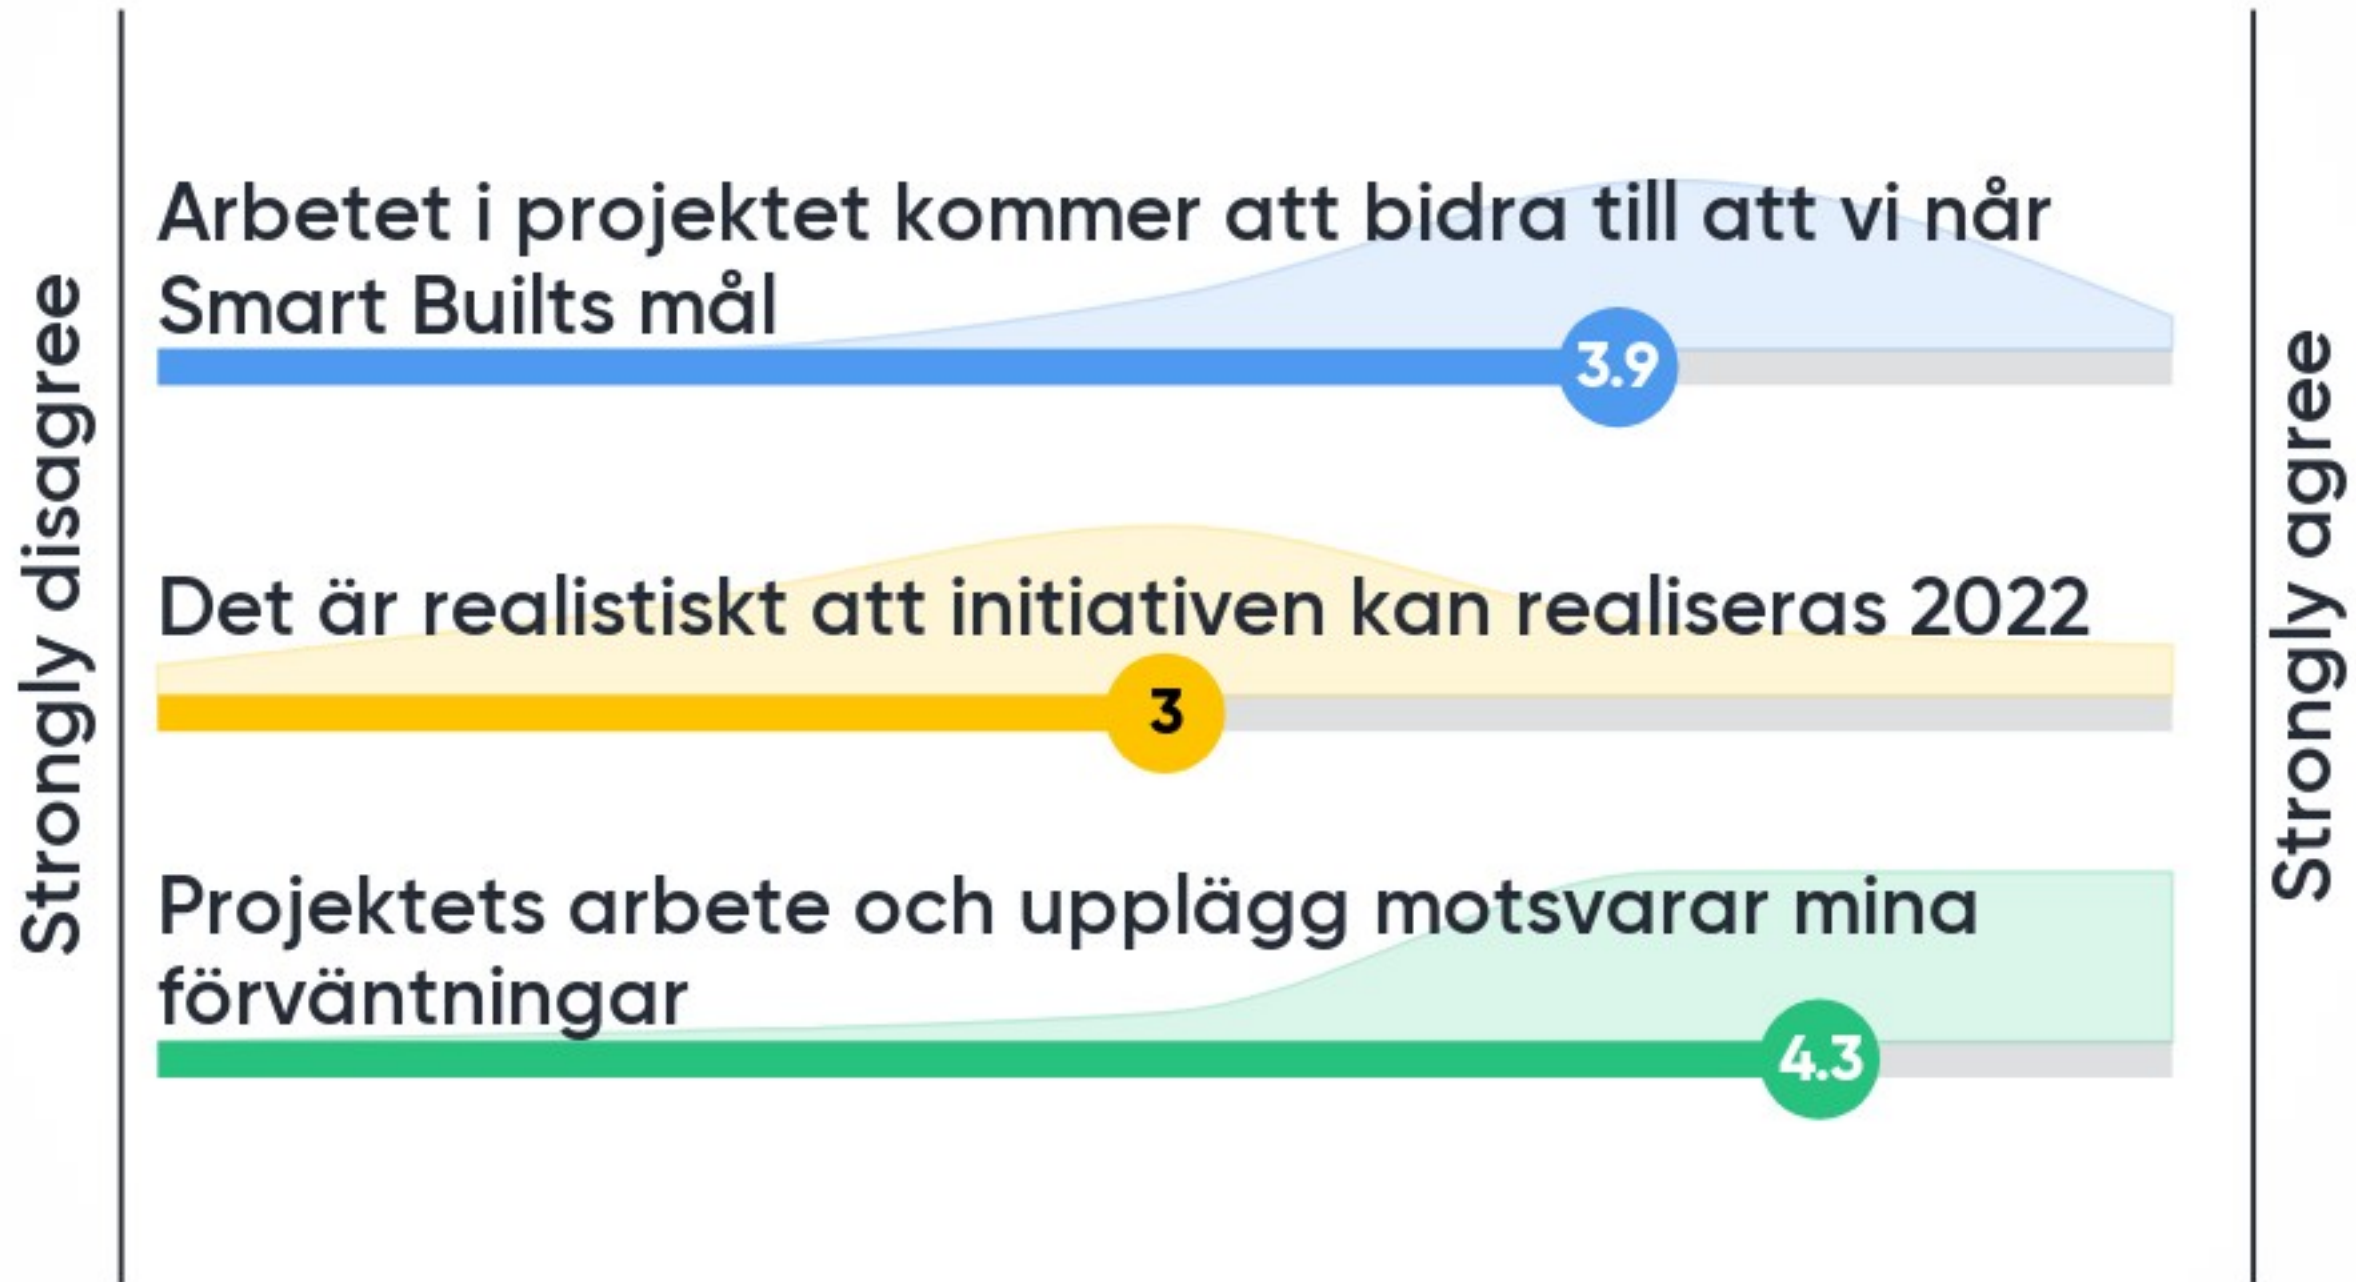 Strongly disagree
Arbetet i projektet kommer att bidra till att vi når
Smart Builts mål
3.9
Det är realistiskt att initiativen kan realiseras 2022
3
Projektets arbete och upplägg motsvarar mina
förväntningar
4.3
Strongly agree